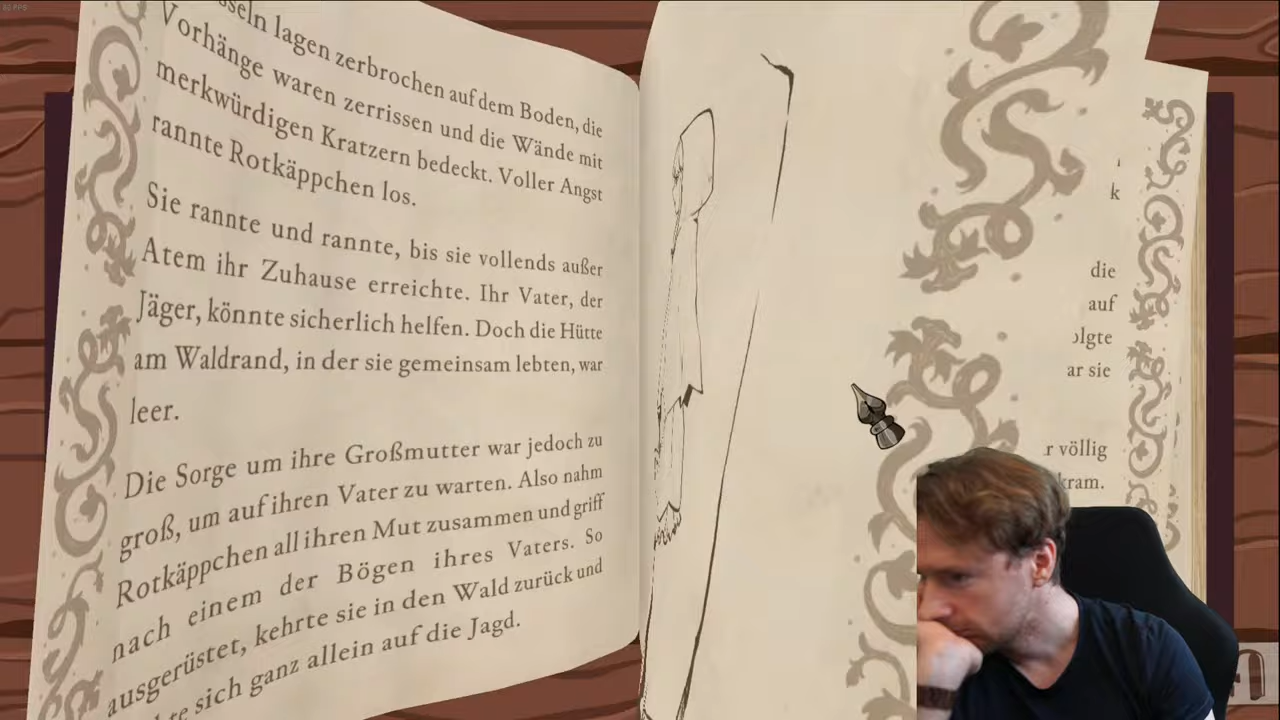 lagen zerbrochen auf dem Boden, die
Vorhänge waren zerrissen und die Wände mit
merkwürdigen Kratzern bedeckt. Voller Angst
rannte Rotkäppchen los.
Sie rannte und rannte, bis sie vollends außer
Atem ihr Zuhause erreichte. Ihr Vater, der
Jäger, könnte sicherlich helfen. Doch die Hütte
am Waldrand, in der sie gemeinsam lebten, war
leer.
Die Sorge um ihre Großmutter war jedoch zu
groß, um auf ihren Vater zu warten. Also nahm
Rotkäppchen all ihren Mut zusammen und griff
nach einem der Bögen ihres Vaters. So
ausgerüstet, kehrte sie in den Wald zurück und
sich ganz allein auf die Jagd.
k
die
auf
olgte
ar sie
r völlig
kram.